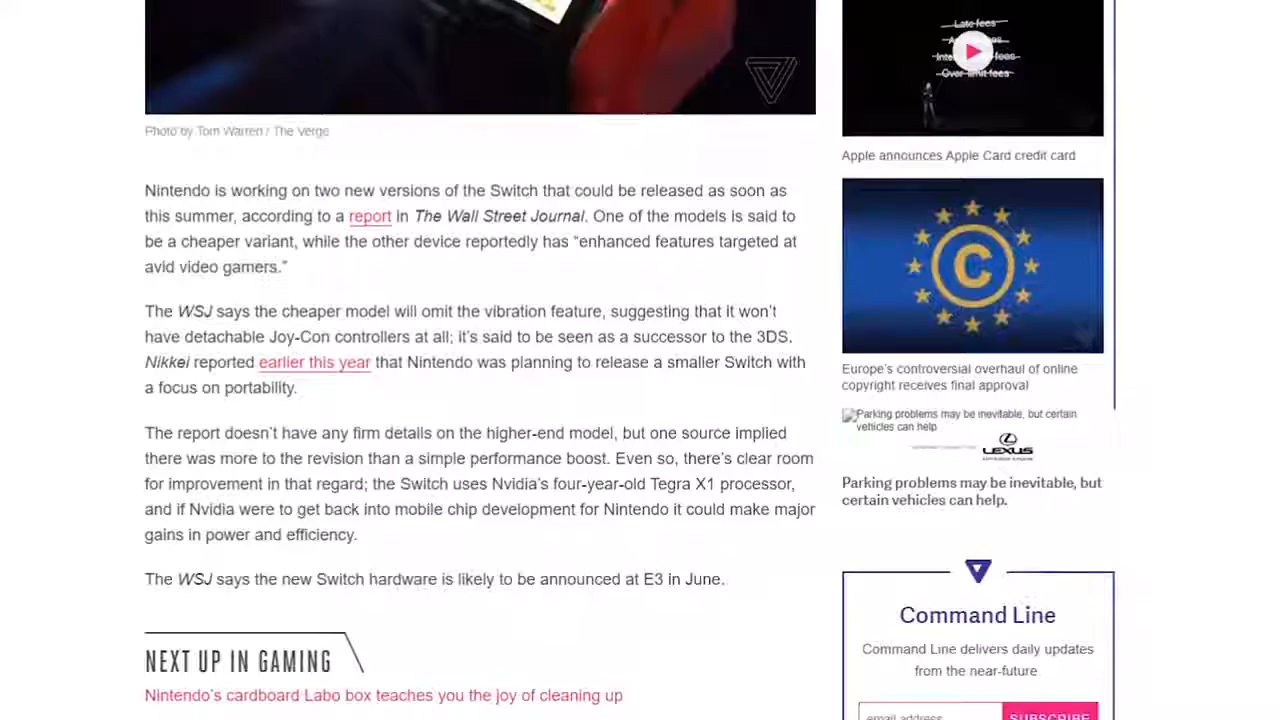 Photo by Tom Warren / The Verge
Nintendo is working on two new versions of the Switch that could be released as soon as
this summer, according to a report in The Wall Street Journal. One of the models is said to
be a cheaper variant, while the other device reportedly has “enhanced features targeted at
avid video gamers.”
The WSJ says the cheaper model will omit the vibration feature, suggesting that it won’t
have detachable Joy-Con controllers at all; it’s said to be seen as a successor to the 3DS.
Nikkei reported earlier this year that Nintendo was planning to release a smaller Switch with
a focus on portability.
The report doesn’t have any firm details on the higher-end model, but one source implied
there was more to the revision than a simple performance boost. Even so, there’s clear room
for improvement in that regard; the Switch uses Nvidia’s four-year-old Tegra X1 processor,
and if Nvidia were to get back into mobile chip development for Nintendo it could make major
gains in power and efficiency.
The WSJ says the new Switch hardware is likely to be announced at E3 in June.
NEXT UP IN GAMING
Nintendo’s cardboard Labo box teaches you the joy of cleaning up
Late fees
fees
Over-limit fees
Apple announces Apple Card credit card
C
Europe’s controversial overhaul of online
copyright receives final approval
Parking problems may be inevitable, but certain
vehicles can help
LEXUS
Parking problems may be inevitable, but
certain vehicles can help.
Command Line
Command Line delivers daily updates
from the near-future
email address
SUBSCRIBE